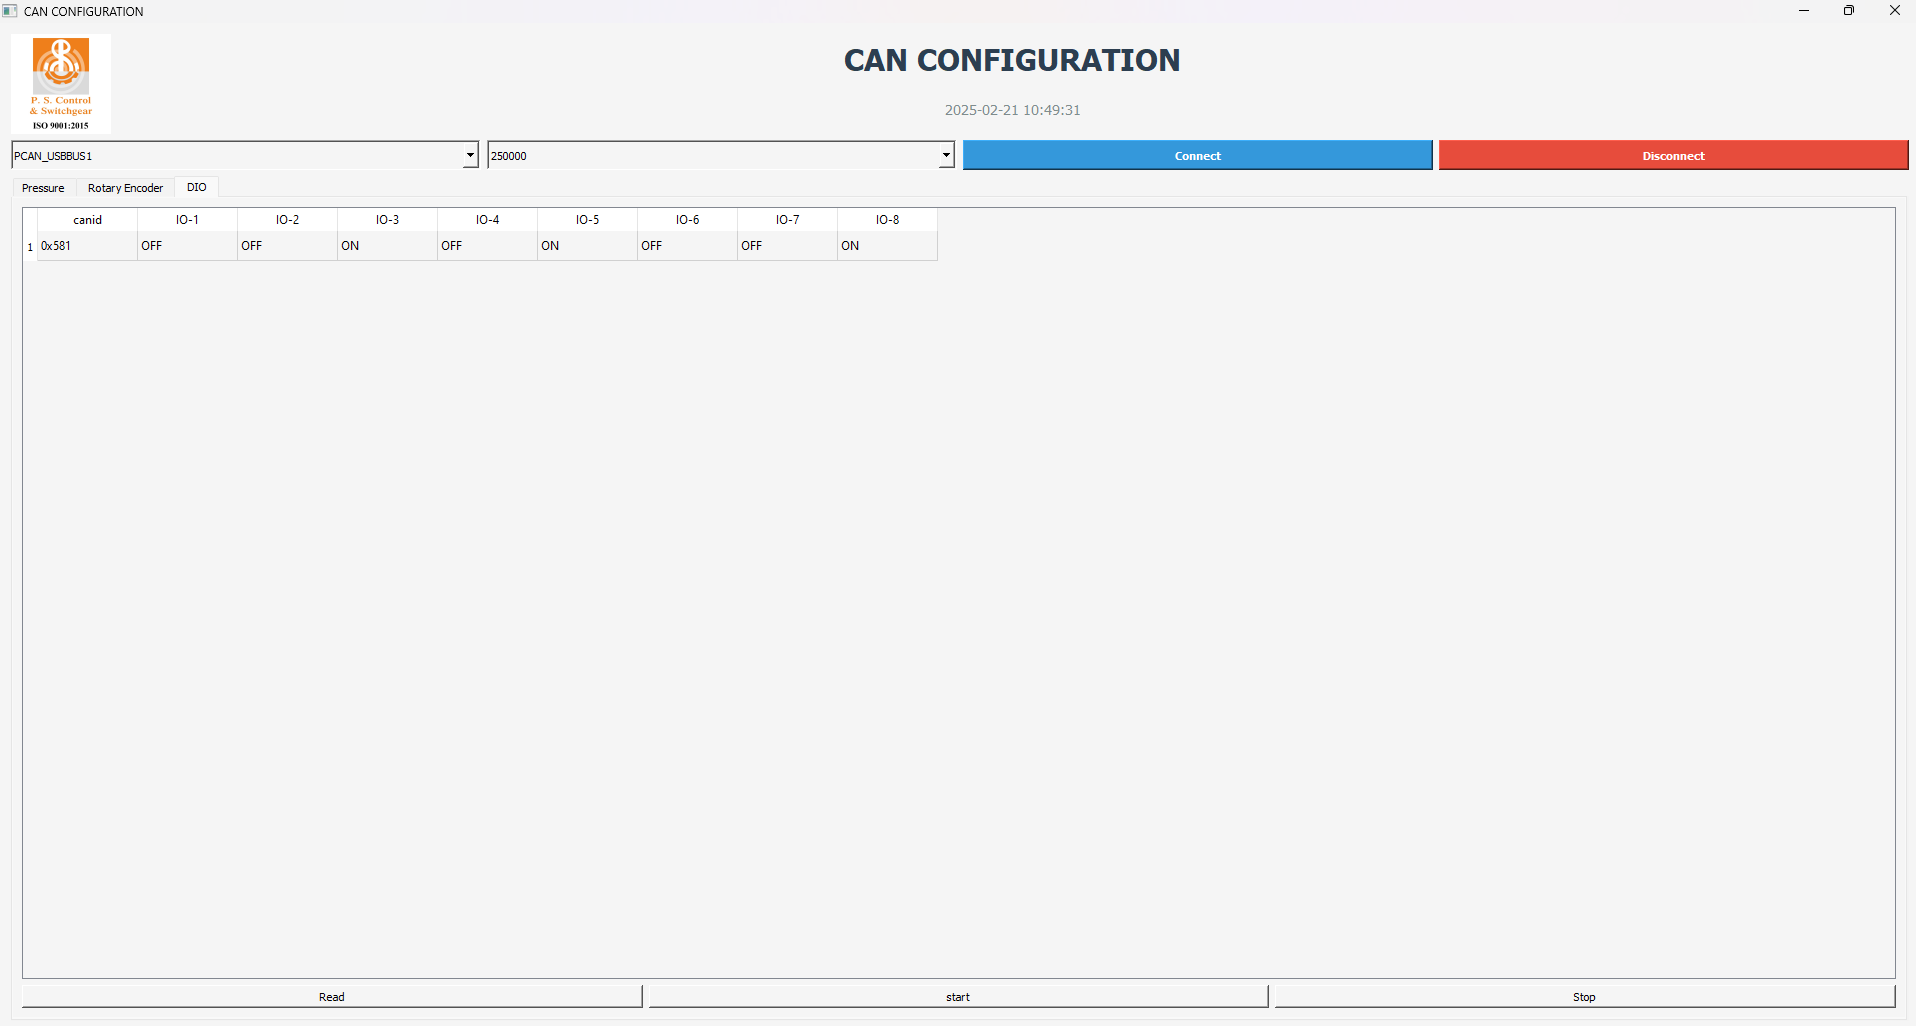 CAN CONFIGURATION
P. S. Control
& Switchgear
ISO 9001:2015
CAN CONFIGURATION
2025-02-21 10:49:31
PCAN_USBBUS1 250000 Connect Disconnect
Pressure Rotary Encoder DIO
canid IO-1 IO-2 IO-3 IO-4 IO-5 IO-6 IO-7 IO-8
1 0x581 OFF OFF ON OFF ON OFF OFF ON
Read start Stop